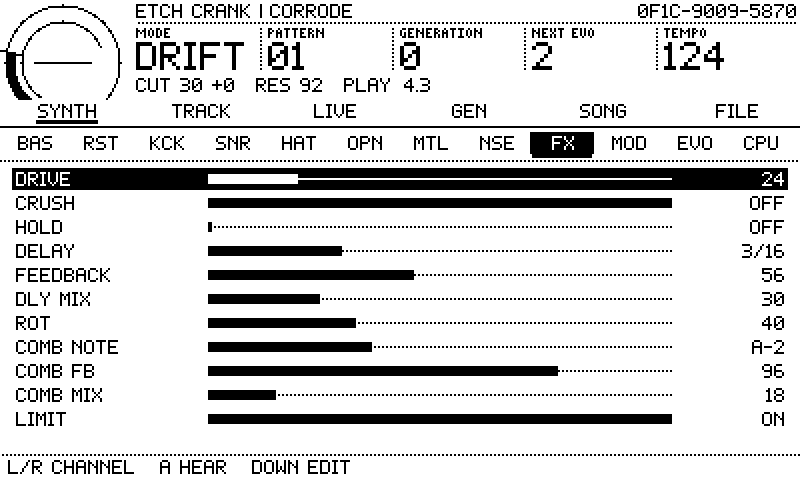 ETCH CRANK | CORRODE 0F1C-9009-5870
MODE PATTERN GENERATION NEXT EVO TEMPO
DRIFT 01 0 2 124
CUT 30 +0 RES 92 PLAY 4.3
SYNTH TRACK LIVE GEN SONG FILE
BAS RST KCK SNR HAT OPN MTL NSE FX MOD EVO CPU
DRIVE 24
CRUSH OFF
HOLD OFF
DELAY 3/16
FEEDBACK 56
DLY MIX 30
ROT 40
COMB NOTE A-2
COMB FB 96
COMB MIX 18
LIMIT ON
L/R CHANNEL A HEAR DOWN EDIT